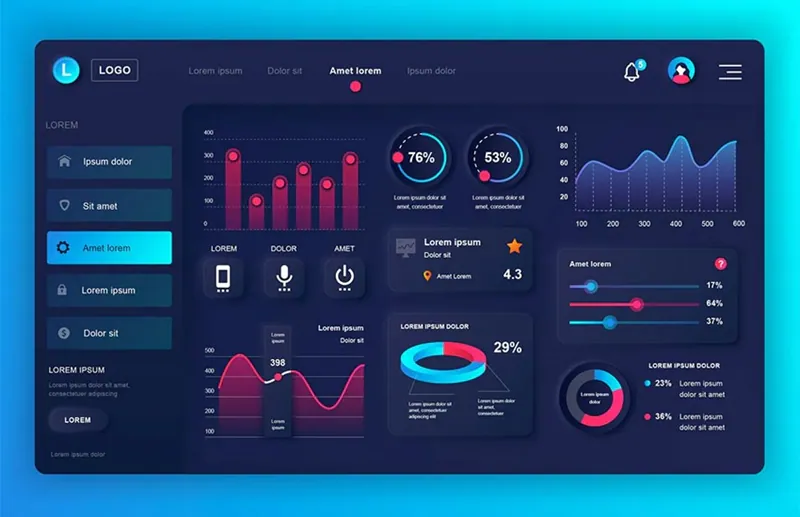 L
LOGO
Lorem ipsum
Dolor sit
Amet lorem
Ipsum dolor
5
LOREM
Ipsum dolor
Sit amet
Amet lorem
Lorem ipsum
Dolor sit
LOREM IPSUM
Lorem ipsum dolor sit amet,
consectetuer adipiscing
LOREM
Lorem ipsum dolor
400
300
200
100
0
LOREM
DOLOR
AMET
Lorem ipsum
Dolor sit
500
400
300
200
100
Lorem
ipsum
398
Lorem
ipsum
76%
Lorem ipsum dolor sit
amet, consectetuer
53%
Lorem ipsum dolor sit
amet, consectetuer
Lorem ipsum
Dolor sit
Amet Lorem
4.3
LOREM IPSUM DOLOR
29%
Lorem ipsum dolor sit
amet, consectetuer
adipiscing elit
Lorem ipsum dolor
sit amet, consectetuer
100
80
60
40
20
100 200 300 400 500 600
Amet lorem
?
17%
64%
37%
Lorem ipsum
dolor
LOREM IPSUM DOLOR
23% Lorem ipsum
dolor sit amet
36% Lorem ipsum
dolor sit amet